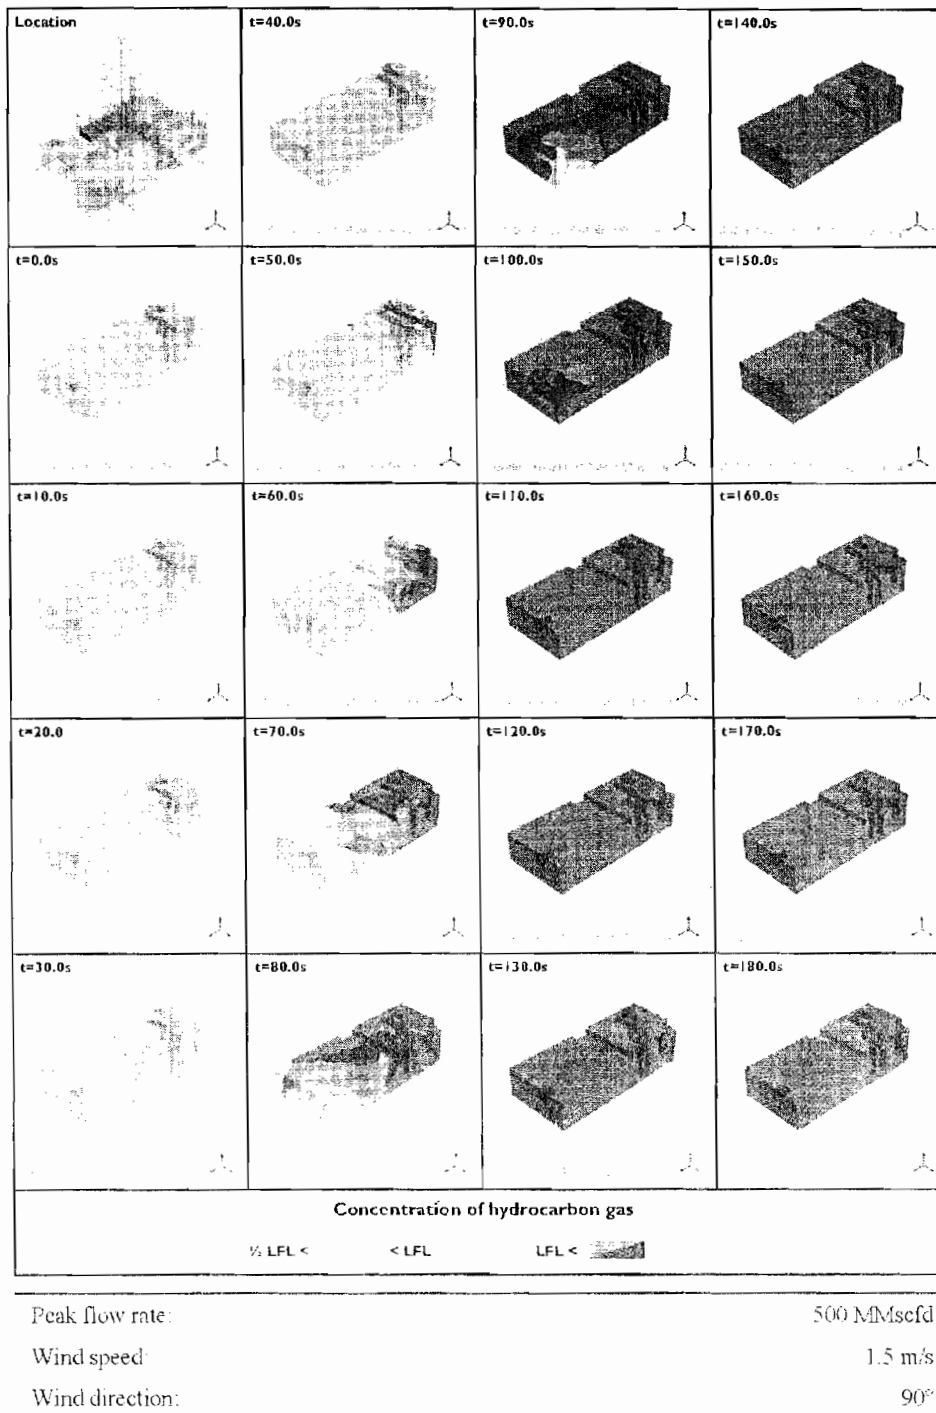 Location
t=40.0s
t=90.0s
t=140.0s
t=0.0s
t=50.0s
t=100.0s
t=150.0s
t=10.0s
t=60.0s
t=110.0s
t=160.0s
t=20.0
t=70.0s
t=120.0s
t=170.0s
t=30.0s
t=80.0s
t=130.0s
t=180.0s
Concentration of hydrocarbon gas
½ LFL < < LFL LFL <
Peak flow rate: 500 MMscfd
Wind speed 1.5 m/s
Wind direction: 90°